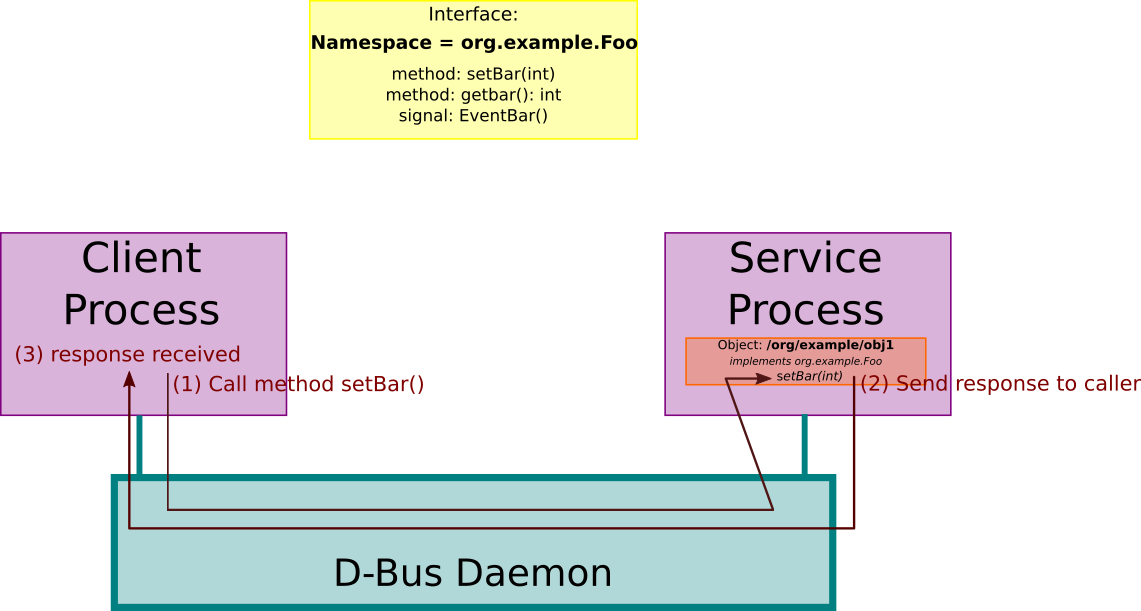 Interface:
Namespace = org.example.Foo
method: setBar(int)
method: getbar(): int
signal: EventBar()
Client
Process
(3) response received
(1) Call method setBar()
Service
Process
Object: /org/example/obj1
implements org.example.Foo
setBar(int)
(2) Send response to caller
D-Bus Daemon